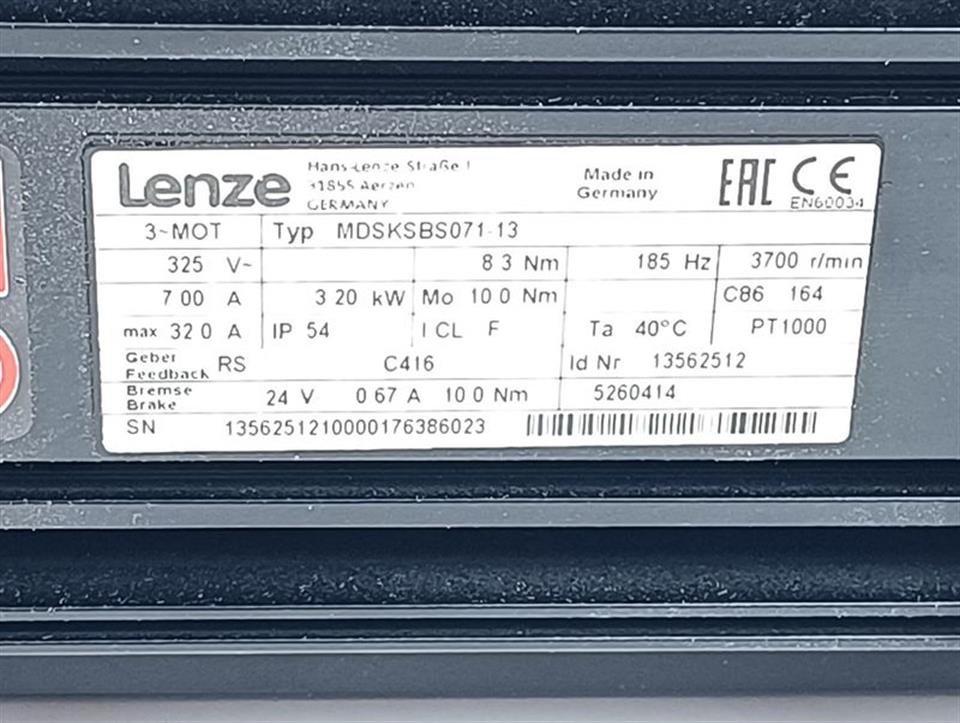 Lenze
Hans-Lenze-Straße 1
31855 Aerzen
GERMANY
Made in
Germany
EAC CE
EN60034
3~MOT Typ MDSKSBS071-13
325 V~ 8.3 Nm 185 Hz 3700 r/min
7.00 A 3.20 kW Mo 10.0 Nm C86 164
max 32.0 A IP 54 I.CL F Ta 40°C PT1000
Geber
Feedback RS C416 Id Nr 13562512
Bremse
Brake 24 V 0.67 A 10.0 Nm 5260414
SN 1356251210000176386023